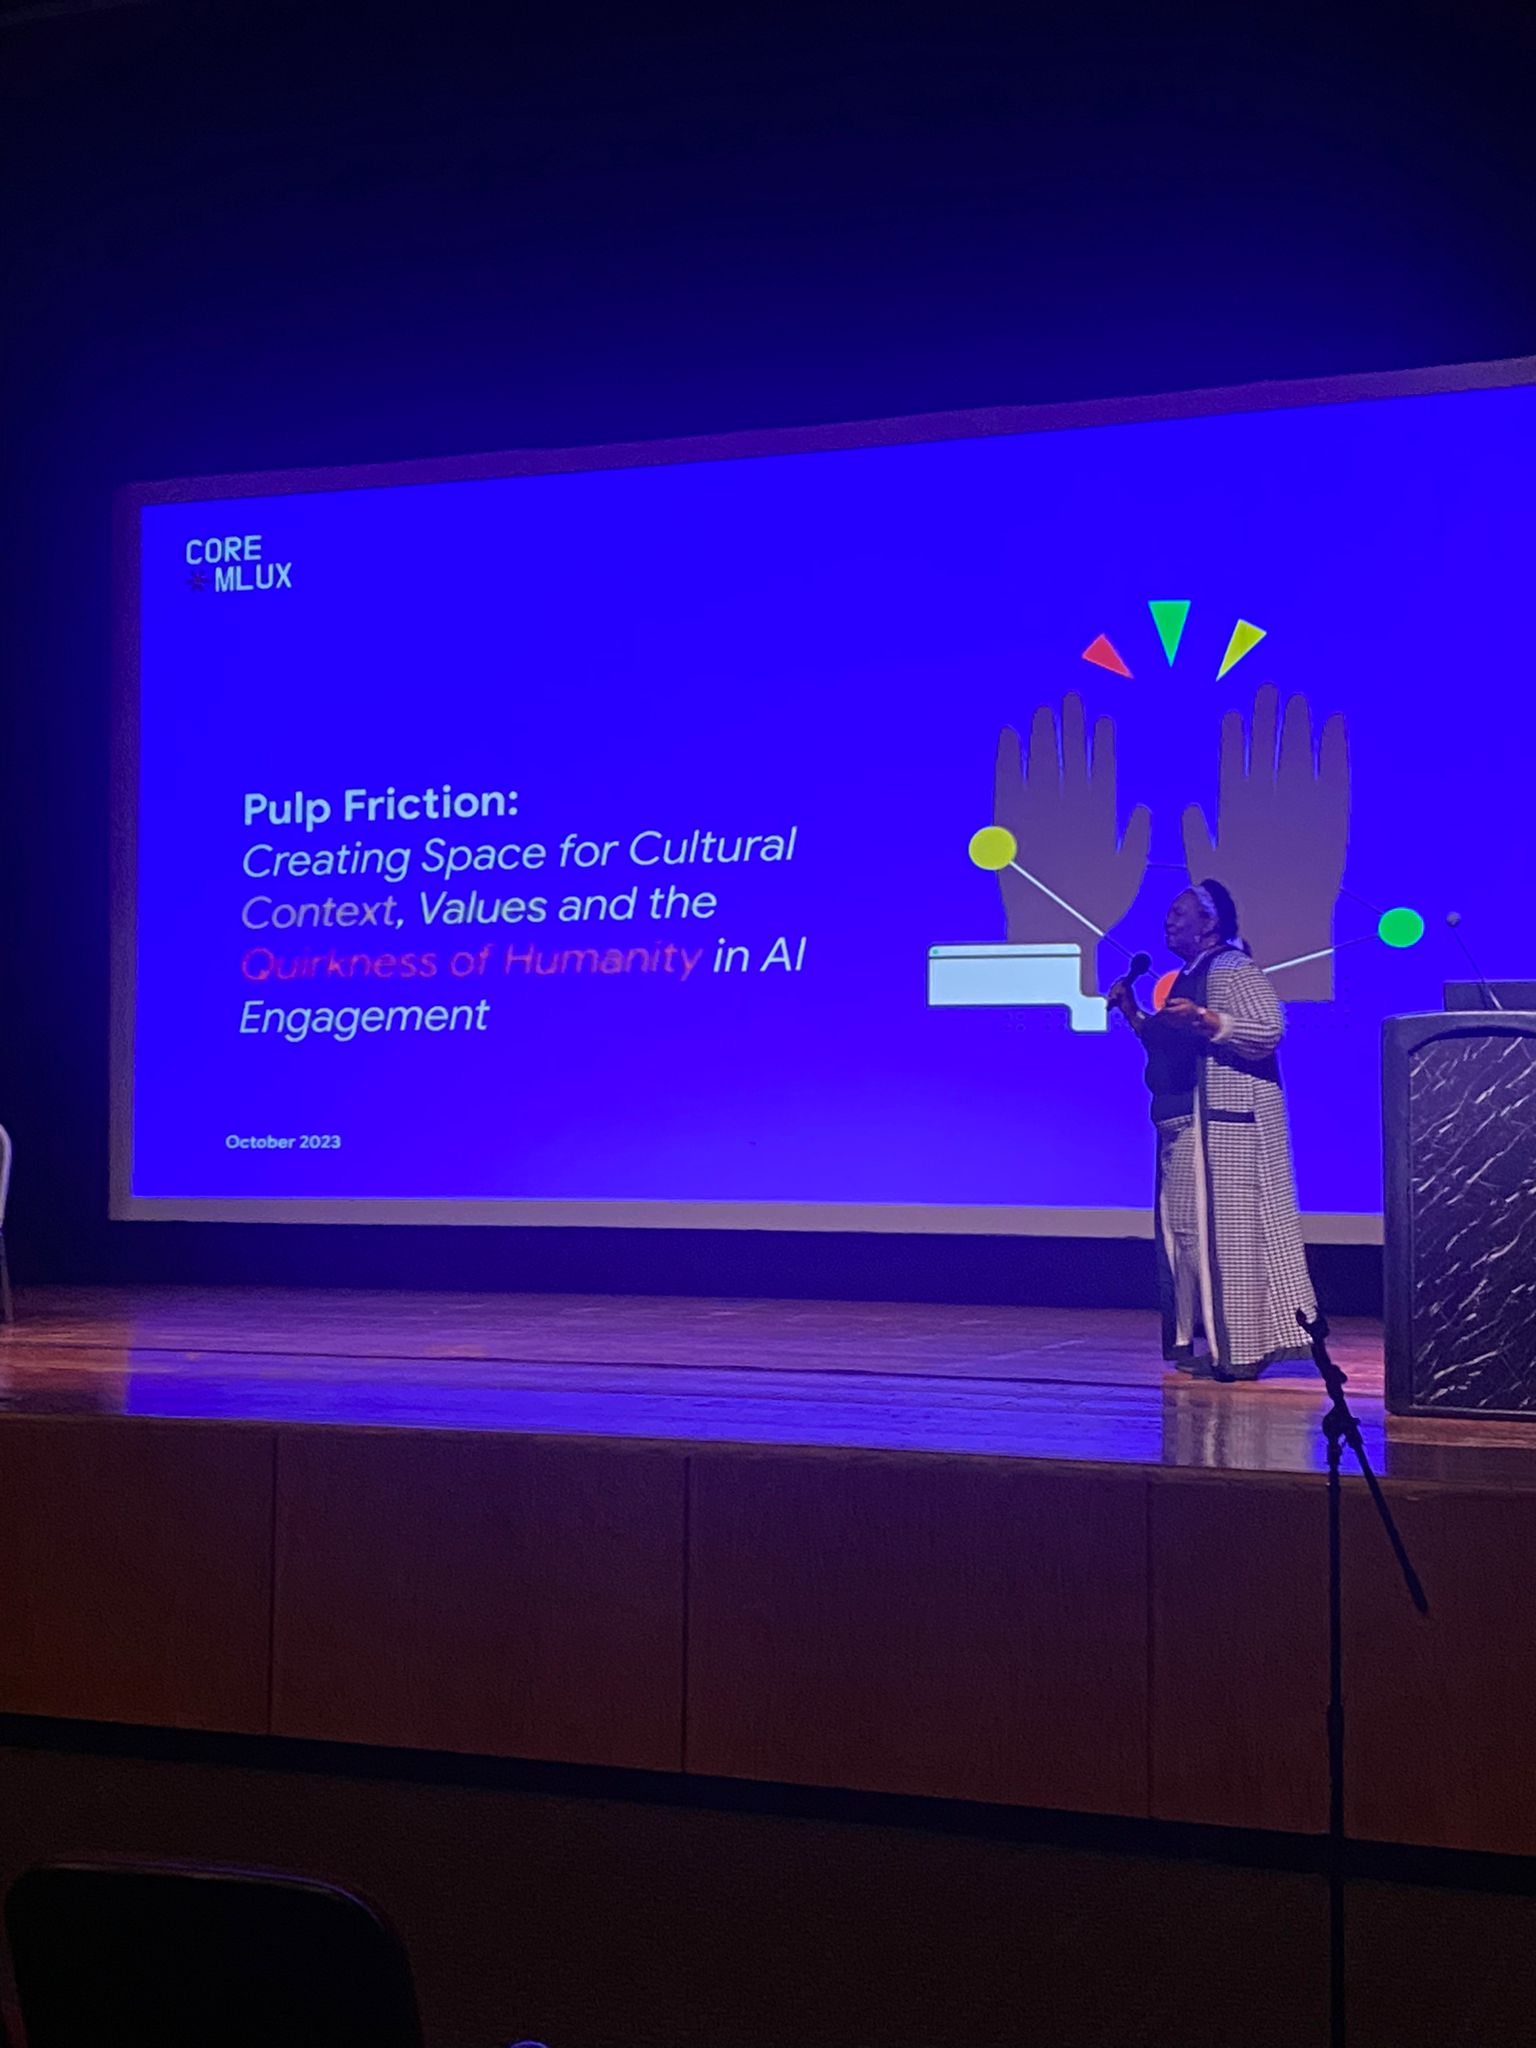 CORE
MLUX
Pulp Friction:
Creating Space for Cultural
Context, Values and the
Quirkness of Humanity in AI
Engagement
October 2023